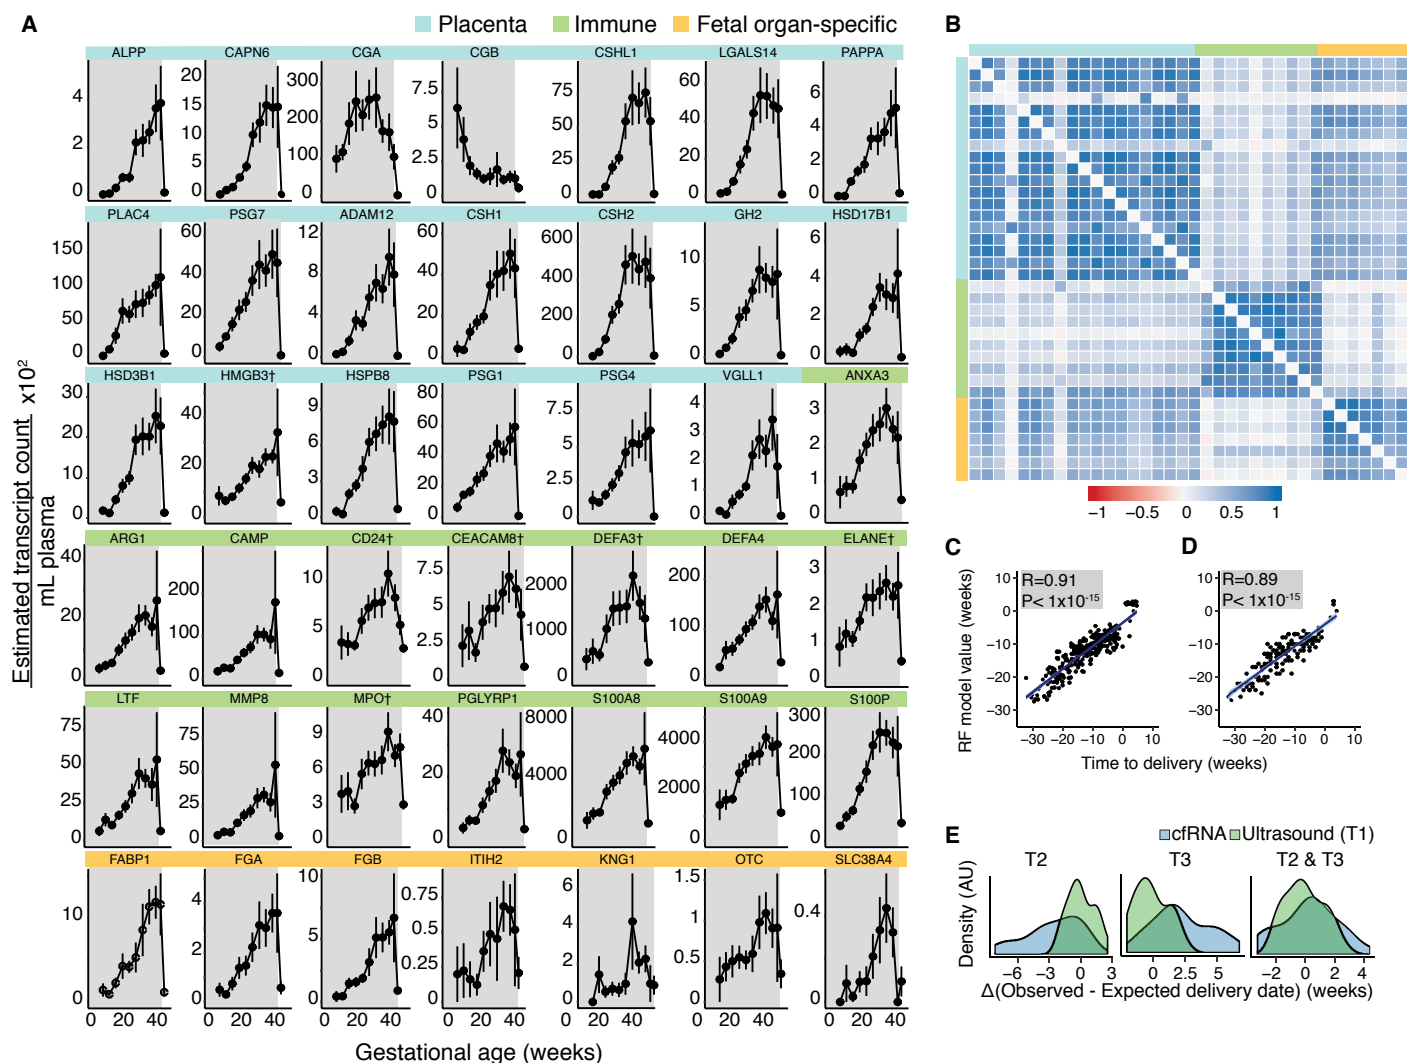 A
Placenta
Immune
Fetal organ-specific
ALPP CAPN6 CGA CGB CSHL1 LGALS14 PAPPA
4 2 0
20 15 10 5 0
300 200 100 0
7.5 5 2.5 0
75 50 25 0
60 40 20 0
6 4 2 0
PLAC4 PSG7 ADAM12 CSH1 CSH2 GH2 HSD17B1
150 100 50 0
60 40 20 0
12 8 4 0
60 40 20 0
600 400 200 0
10 5 0
6 4 2 0
HSD3B1 HMGB3† HSPB8 PSG1 PSG4 VGLL1 ANXA3
30 20 10 0
40 20 0
9 6 3 0
80 60 40 20 0
7.5 5 2.5 0
4 3 2 1 0
3 2 1 0
ARG1 CAMP CD24† CEACAM8† DEFA3† DEFA4 ELANE†
40 20 0
200 100 0
10 5 0
7.5 5 2.5 0
2000 1000 0
200 100 0
3 2 1 0
LTF MMP8 MPO† PGLYRP1 S100A8 S100A9 S100P
75 50 25 0
75 50 25 0
9 6 3 0
40 20 0
8000 4000 0
6000 4000 2000 0
300 200 100 0
FABP1 FGA FGB ITIH2 KNG1 OTC SLC38A4
10 0
4 2 0
10 5 0
0.75 0.50 0.25 0
6 4 2 0
1.5 1 0.5 0
0.4 0
0 20 40 0 20 40 0 20 40 0 20 40 0 20 40 0 20 40 0 20 40
Estimated transcript count x10²
mL plasma
Gestational age (weeks)
B
−1 −0.5 0 0.5 1
C
R=0.91
P< 1x10⁻¹⁵
10
0
−10
−20
−30
RF model value (weeks)
−30 −20 −10 0 10
D
R=0.89
P< 1x10⁻¹⁵
10
0
−10
−20
−30
−30 −20 −10 0 10
Time to delivery (weeks)
E
cfRNA Ultrasound (T1)
T2 T3 T2 & T3
Density (AU)
−6 −3 0 3
0 2.5 5
−2 0 2 4
Δ(Observed - Expected delivery date) (weeks)